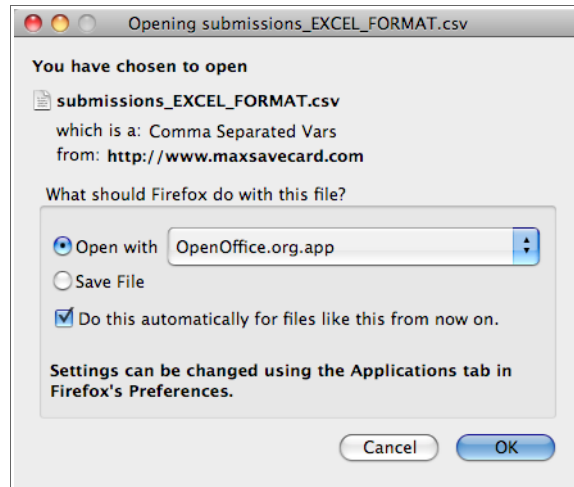 Opening submissions_EXCEL_FORMAT.csv
You have chosen to open
submissions_EXCEL_FORMAT.csv
which is a: Comma Separated Vars
from: http://www.maxsavecard.com
What should Firefox do with this file?
Open with OpenOffice.org.app
Save File
Do this automatically for files like this from now on.
Settings can be changed using the Applications tab in
Firefox's Preferences.
Cancel OK